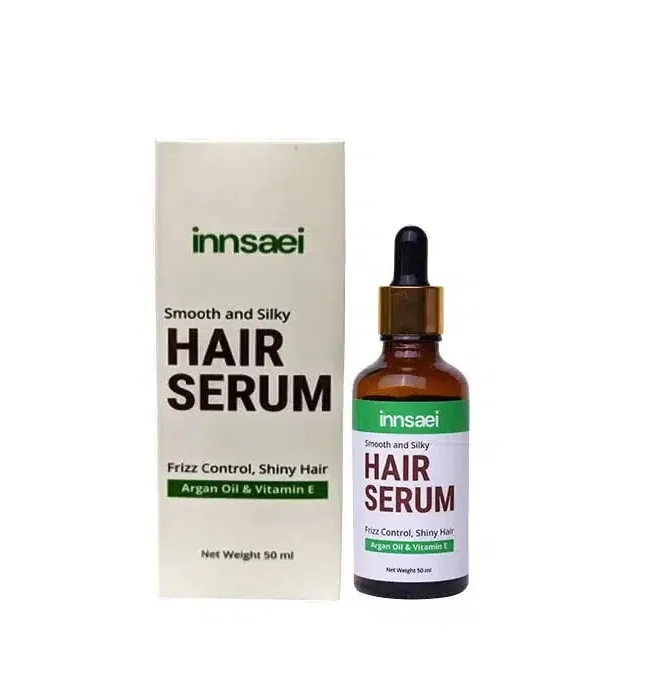 innsaei
Smooth and Silky
HAIR
SERUM
Frizz Control, Shiny Hair
Argan Oil & Vitamin E
Net Weight 50 ml
innsaei
Smooth and Silky
HAIR
SERUM
Frizz Control, Shiny Hair
Argan Oil & Vitamin E
Net Weight 50 ml